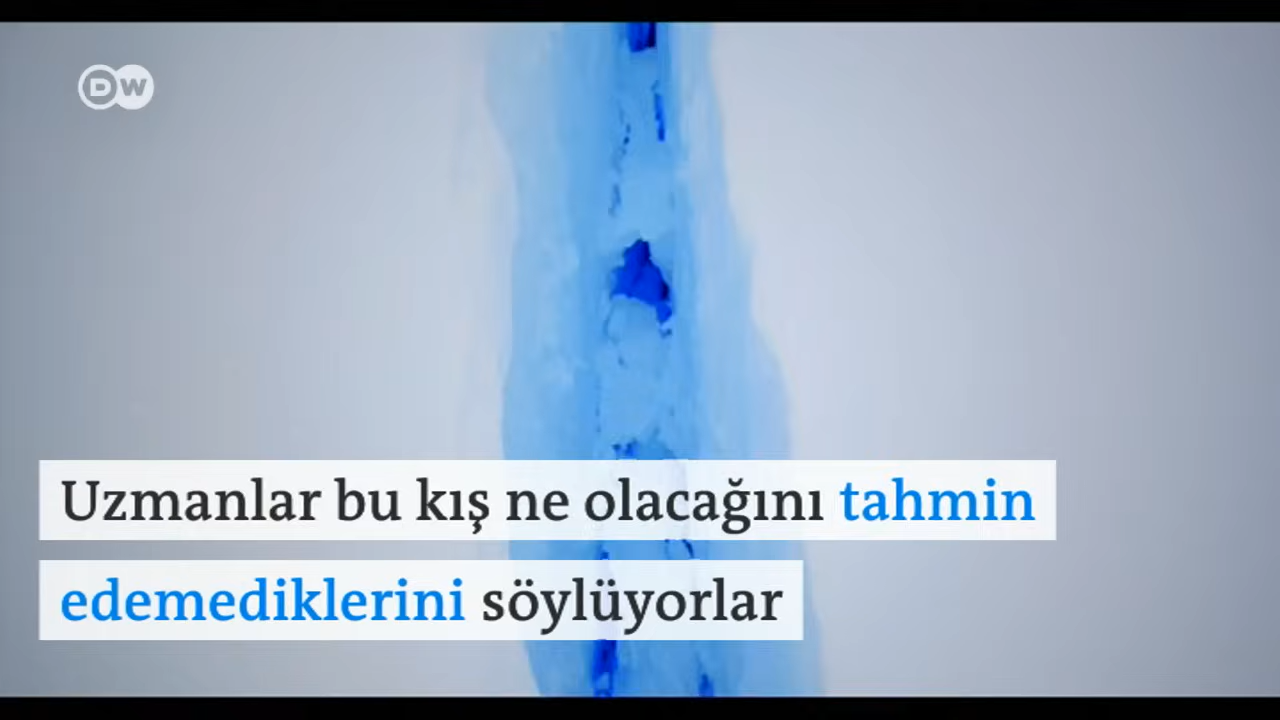 DW
Uzmanlar bu kış ne olacağını tahmin
edemediklerini söylüyorlar